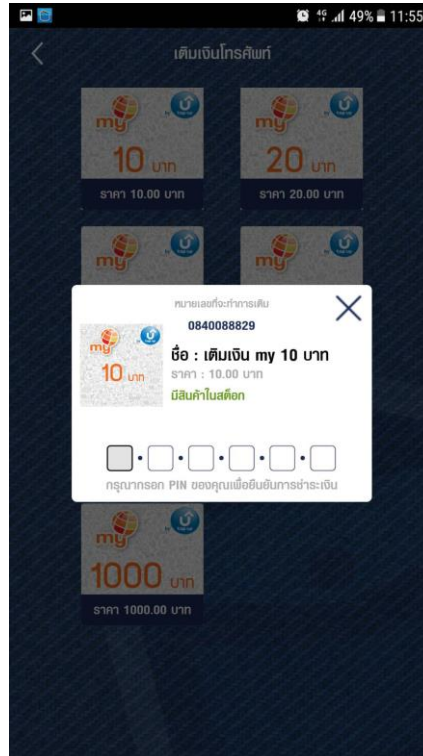 49% 11:55
เติมเงินโทรศัพท์
my
10 บาท
ราคา 10.00 บาท
my
20 บาท
ราคา 20.00 บาท
my
my
หมายเลขที่จะทำการเติม
0840088829
my
10 บาท
ชื่อ : เติมเงิน my 10 บาท
ราคา : 10.00 บาท
มีสินค้าในสต็อก
กรุณากรอก PIN ของคุณเพื่อยืนยันการชำระเงิน
my
1000 บาท
ราคา 1000.00 บาท